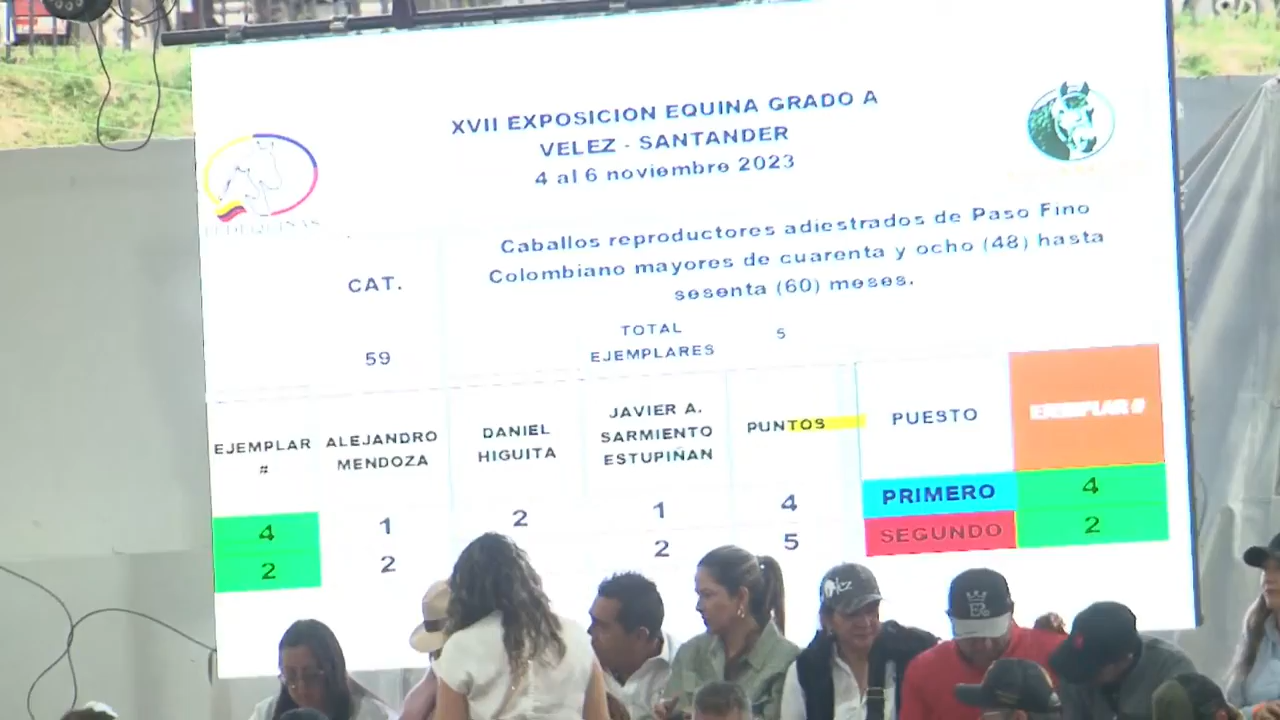 XVII EXPOSICION EQUINA GRADO A
VELEZ - SANTANDER
4 al 6 noviembre 2023
FEDEQUINAS
CAT.
Caballos reproductores adiestrados de Paso Fino
Colombiano mayores de cuarenta y ocho (48) hasta
sesenta (60) meses.
59
TOTAL
EJEMPLARES
5
EJEMPLAR
#
ALEJANDRO
MENDOZA
DANIEL
HIGUITA
JAVIER A.
SARMIENTO
ESTUPIÑAN
PUNTOS
PUESTO
EJEMPLAR #
4 1 2 1 4 PRIMERO 4
2 2 2 5 SEGUNDO 2